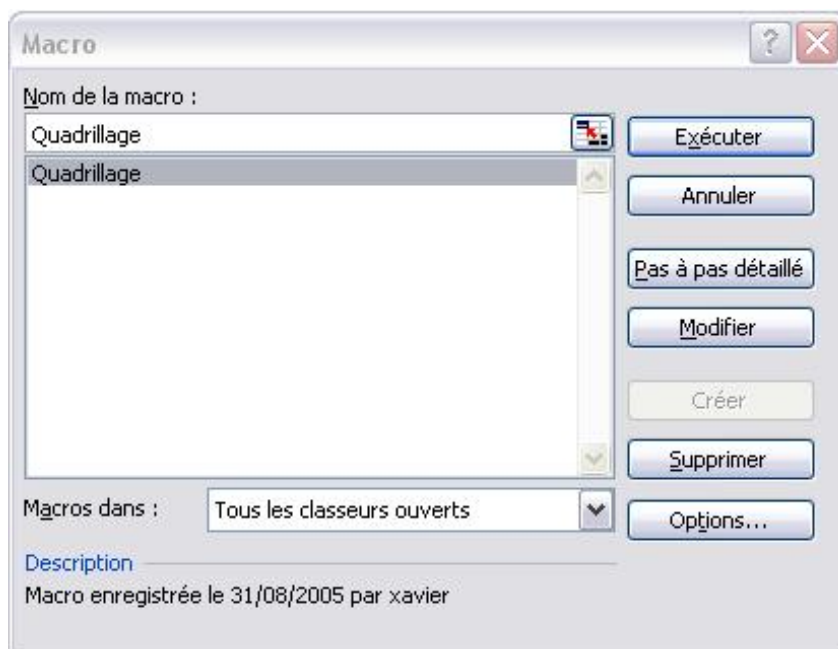 Macro
Nom de la macro :
Quadrillage
Quadrillage
Exécuter
Annuler
Pas à pas détaillé
Modifier
Créer
Supprimer
Options...
Macros dans :
Tous les classeurs ouverts
Description
Macro enregistrée le 31/08/2005 par xavier